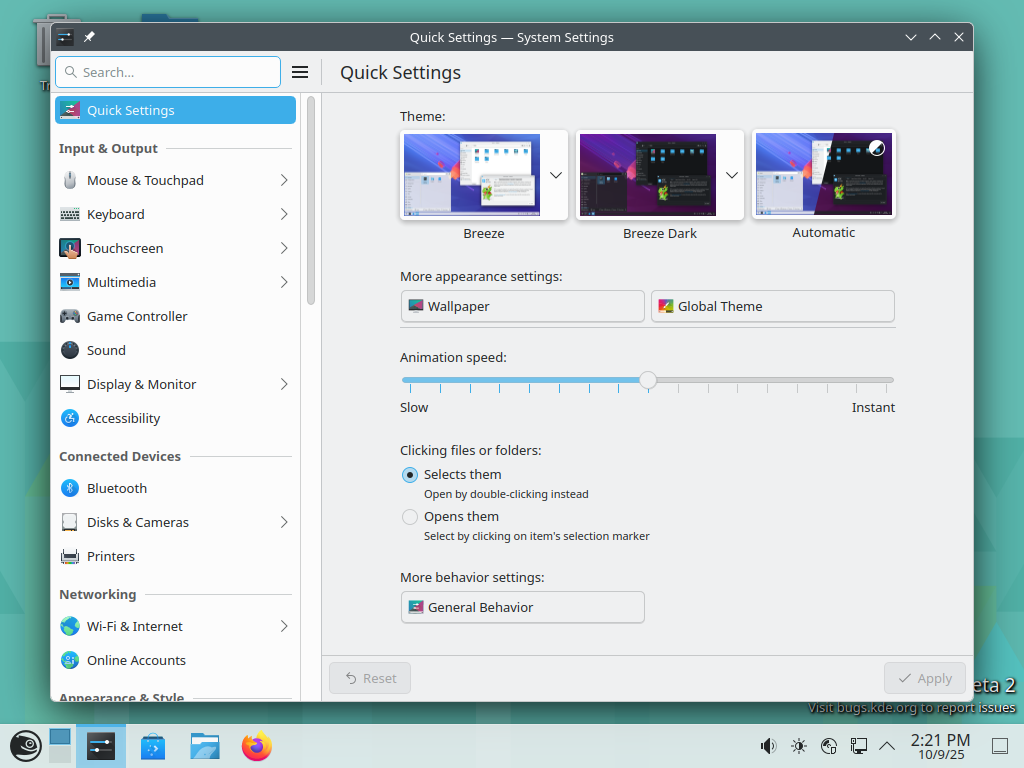 Quick Settings — System Settings
Search...
Quick Settings
Quick Settings
Input & Output
Mouse & Touchpad
Keyboard
Touchscreen
Multimedia
Game Controller
Sound
Display & Monitor
Accessibility
Connected Devices
Bluetooth
Disks & Cameras
Printers
Networking
Wi-Fi & Internet
Online Accounts
Appearance & Style
Theme:
Breeze
Breeze Dark
Automatic
More appearance settings:
Wallpaper
Global Theme
Animation speed:
Slow
Instant
Clicking files or folders:
Selects them
Open by double-clicking instead
Opens them
Select by clicking on item's selection marker
More behavior settings:
General Behavior
Reset
Apply
eta 2
Visit bugs.kde.org to report issues
2:21 PM
10/9/25